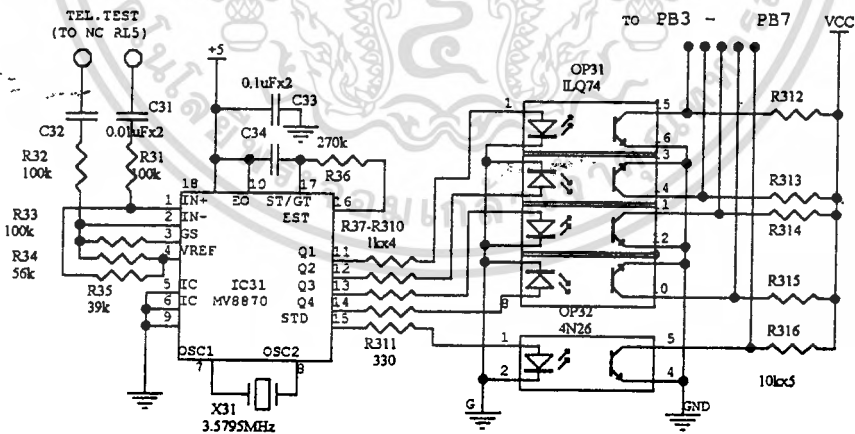 TEL.TEST
(TO NC RL5)
TO PB3 - PB7
VCC
+5
OP31
ILQ74
0.1uFx2
C33
C34
270k
R36
C31
C32
0.01uFx2
R32
100k
R31
100k
18
10
17
EO
ST/GT
EST
16
1
IN+
2
IN-
3
GS
4
VREF
R33
100k
R34
56k
R35
39k
5
IC
6
IC
9
IC31
MV8870
R37-R310
1kx4
Q1
11
Q2
12
Q3
13
Q4
14
STD
15
R311
330
OSC1
OSC2
7
8
X31
3.5795MHz
1
15
6
3
4
1
2
0
8
OP32
4N26
1
2
5
4
R312
R313
R314
R315
R316
10kx5
G
GND